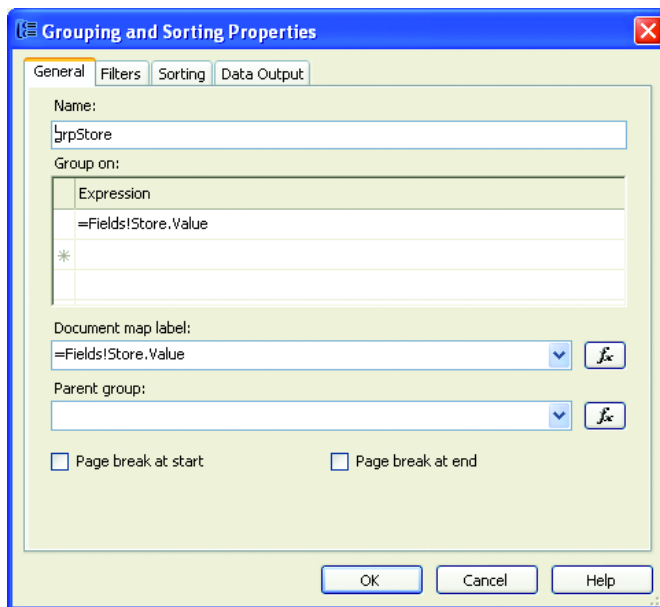 Grouping and Sorting Properties
General Filters Sorting Data Output
Name:
grpStore
Group on:
Expression
=Fields!Store.Value
Document map label:
=Fields!Store.Value
fx
Parent group:
fx
Page break at start Page break at end
OK Cancel Help